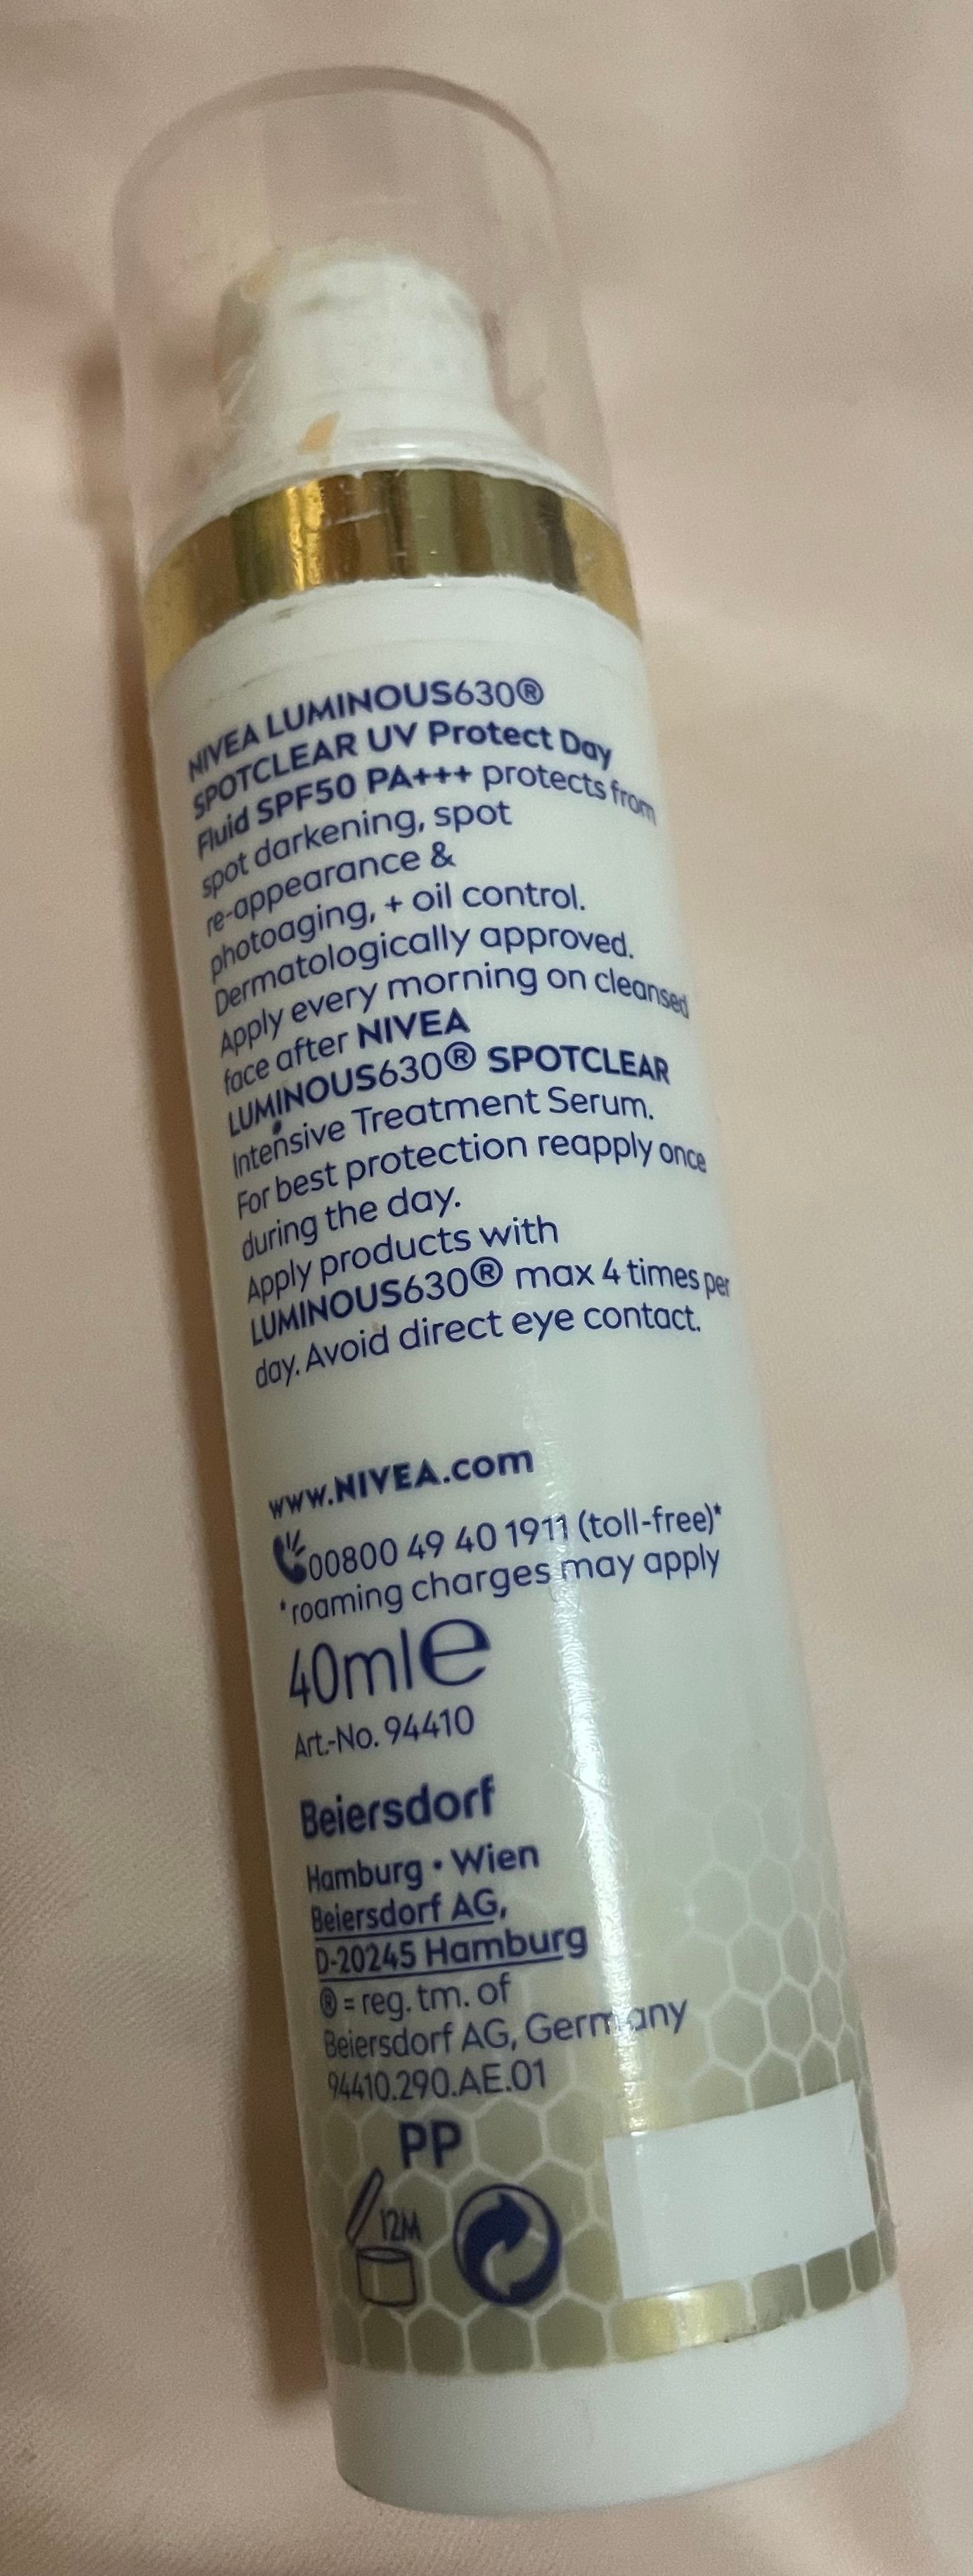 NIVEA LUMINOUS630®
SPOTCLEAR UV Protect Day
Fluid SPF50 PA+++ protects from
spot darkening, spot
re-appearance &
photoaging, + oil control.
Dermatologically approved.
Apply every morning on cleansed
face after NIVEA
LUMINOUS630® SPOTCLEAR
Intensive Treatment Serum.
For best protection reapply once
during the day.
Apply products with
LUMINOUS630® max 4 times per
day. Avoid direct eye contact.
www.NIVEA.com
00800 49 40 1911 (toll-free)*
*roaming charges may apply
40ml e
Art.-No. 94410
Beiersdorf
Hamburg • Wien
Beiersdorf AG,
D-20245 Hamburg
® = reg. tm. of
Beiersdorf AG, Germany
94410.290.AE.01
PP
12M